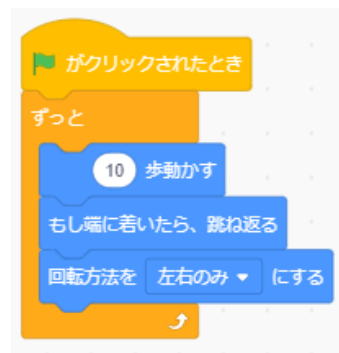 がクリックされたとき
ずっと
10 歩動かす
もし端に着いたら、跳ね返る
回転方法を 左右のみ にする